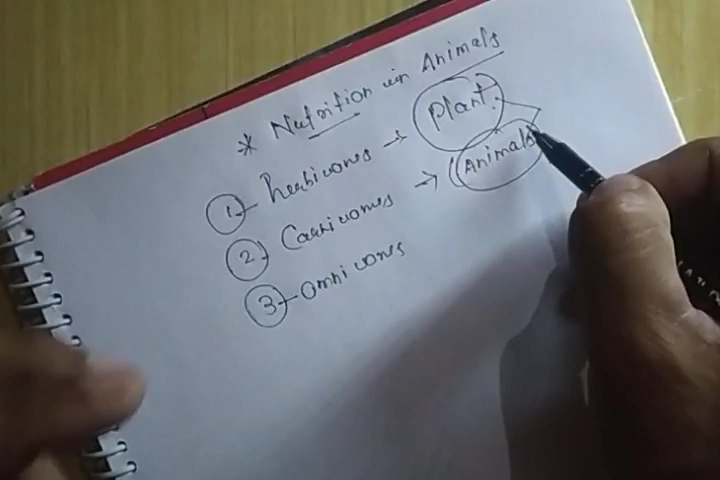 * Nutrition in Animals
1 Herbivores → Plant.
2 Carnivores → (Animals)
3 Omnivores